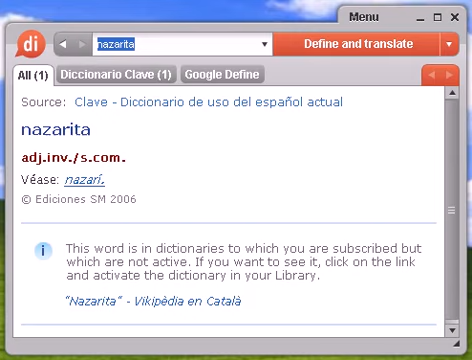 Menu
di
nazarita
Define and translate
All (1)
Diccionario Clave (1)
Google Define
Source: Clave - Diccionario de uso del español actual
nazarita
adj.inv./s.com.
Véase: nazarí.
© Ediciones SM 2006
i
This word is in dictionaries to which you are subscribed but
which are not active. If you want to see it, click on the link
and activate the dictionary in your Library.
"Nazarita" - Vikipèdia en Català